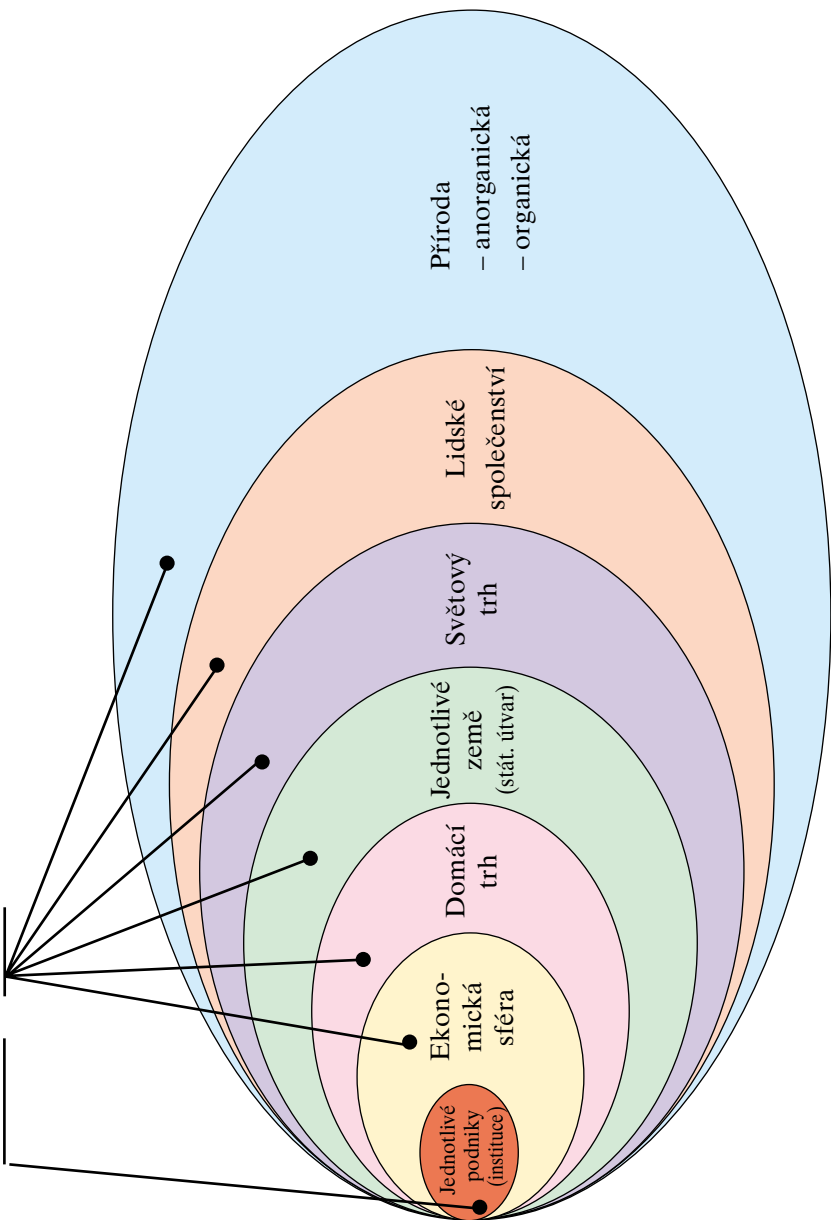 Příroda
– anorganická
– organická
Lidské
společenství
Světový
trh
Jednotlivé
země
(stát. útvar)
Domácí
trh
Ekono-
mická
sféra
Jednotlivé
podniky
(instituce)